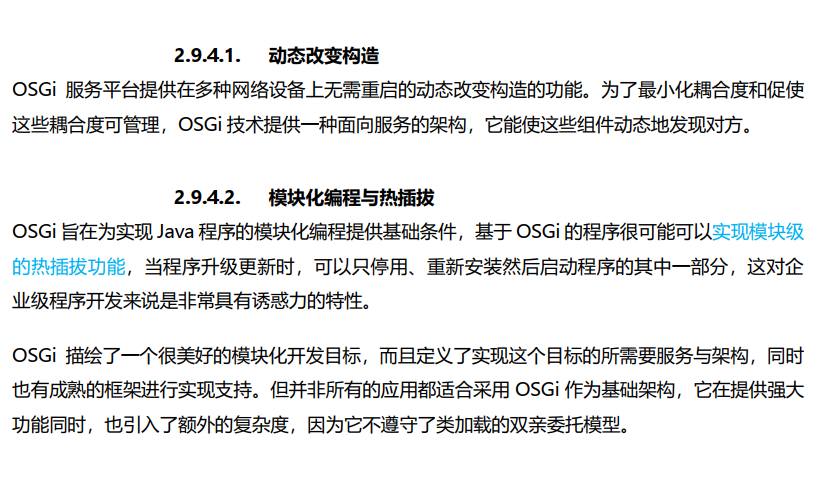 2.9.4.1. 动态改变构造
OSGi 服务平台提供在多种网络设备上无需重启的动态改变构造的功能。为了最小化耦合度和促使
这些耦合度可管理，OSGi 技术提供一种面向服务的架构，它能使这些组件动态地发现对方。
2.9.4.2. 模块化编程与热插拔
OSGi 旨在为实现 Java 程序的模块化编程提供基础条件，基于 OSGi 的程序很可能可以实现模块级
的热插拔功能，当程序升级更新时，可以只停用、重新安装然后启动程序的其中一部分，这对企
业级程序开发来说是非常具有诱惑力的特性。
OSGi 描绘了一个很美好的模块化开发目标，而且定义了实现这个目标的所需要服务与架构，同时
也有成熟的框架进行实现支持。但并非所有的应用都适合采用 OSGi 作为基础架构，它在提供强大
功能同时，也引入了额外的复杂度，因为它不遵守了类加载的双亲委托模型。